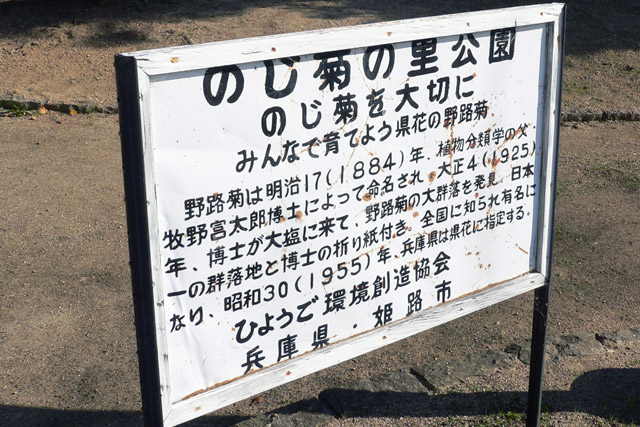 のじ菊の里公園
のじ菊を大切に
みんなで育てよう県花の野路菊
野路菊は明治17(1884)年、植物分類学の父・
牧野富太郎博士によって命名され、大正4(1925)
年、博士が大塩に来て、野路菊の大群落を発見、日本
一の群落地と博士の折り紙付き。全国に知られ有名に
なり、昭和30(1955)年、兵庫県は県花に指定する。
ひょうご環境創造協会
兵庫県・姫路市